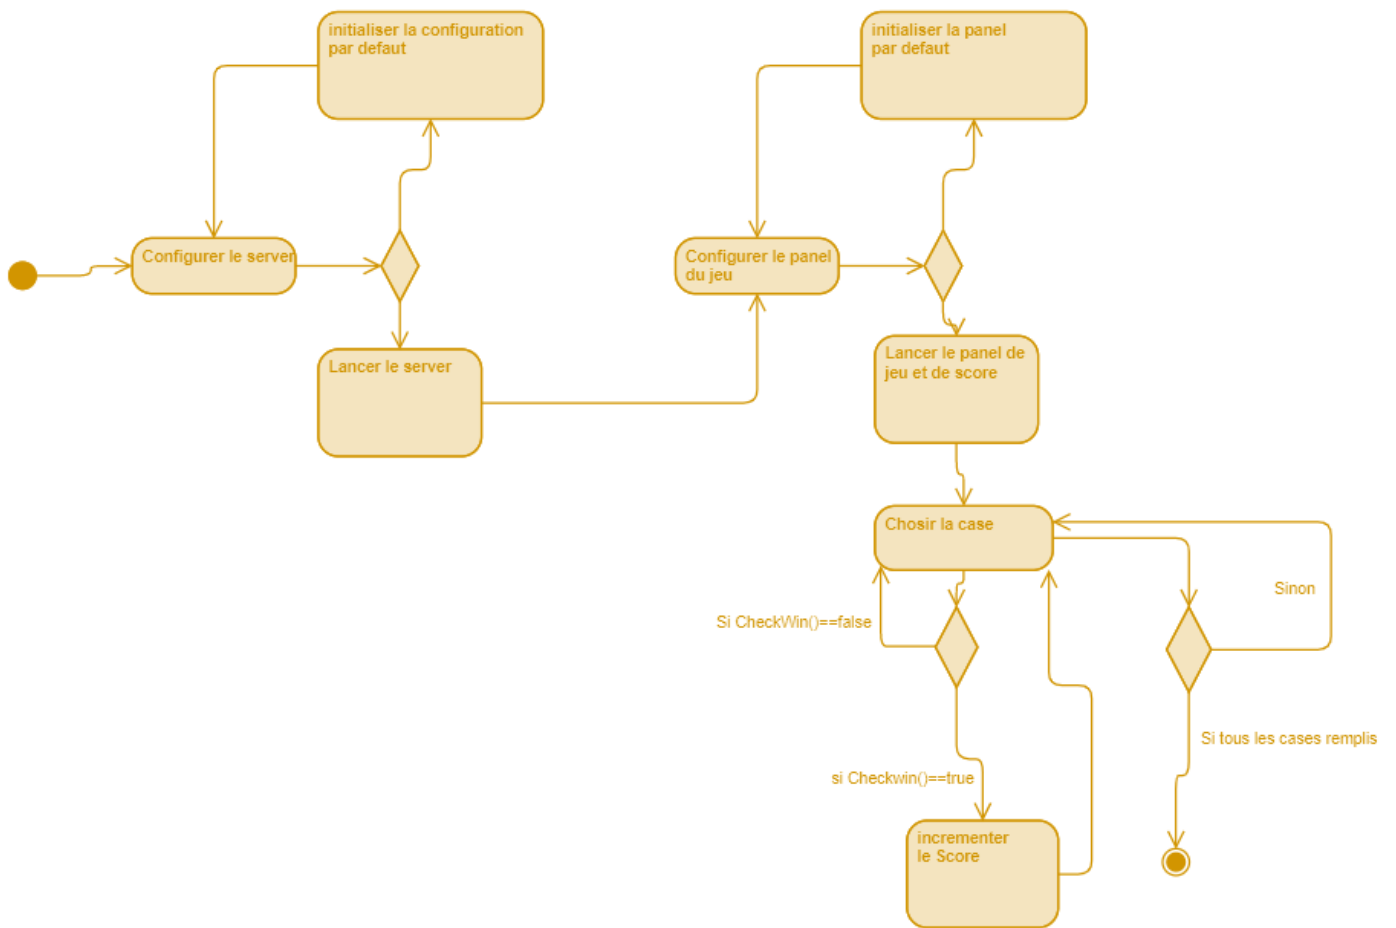 initialiser la configuration
par defaut
initialiser la panel
par defaut
Configurer le server
Configurer le panel
du jeu
Lancer le server
Lancer le panel de
jeu et de score
Chosir la case
Sinon
Si CheckWin()==false
Si tous les cases remplis
si Checkwin()==true
incrementer
le Score